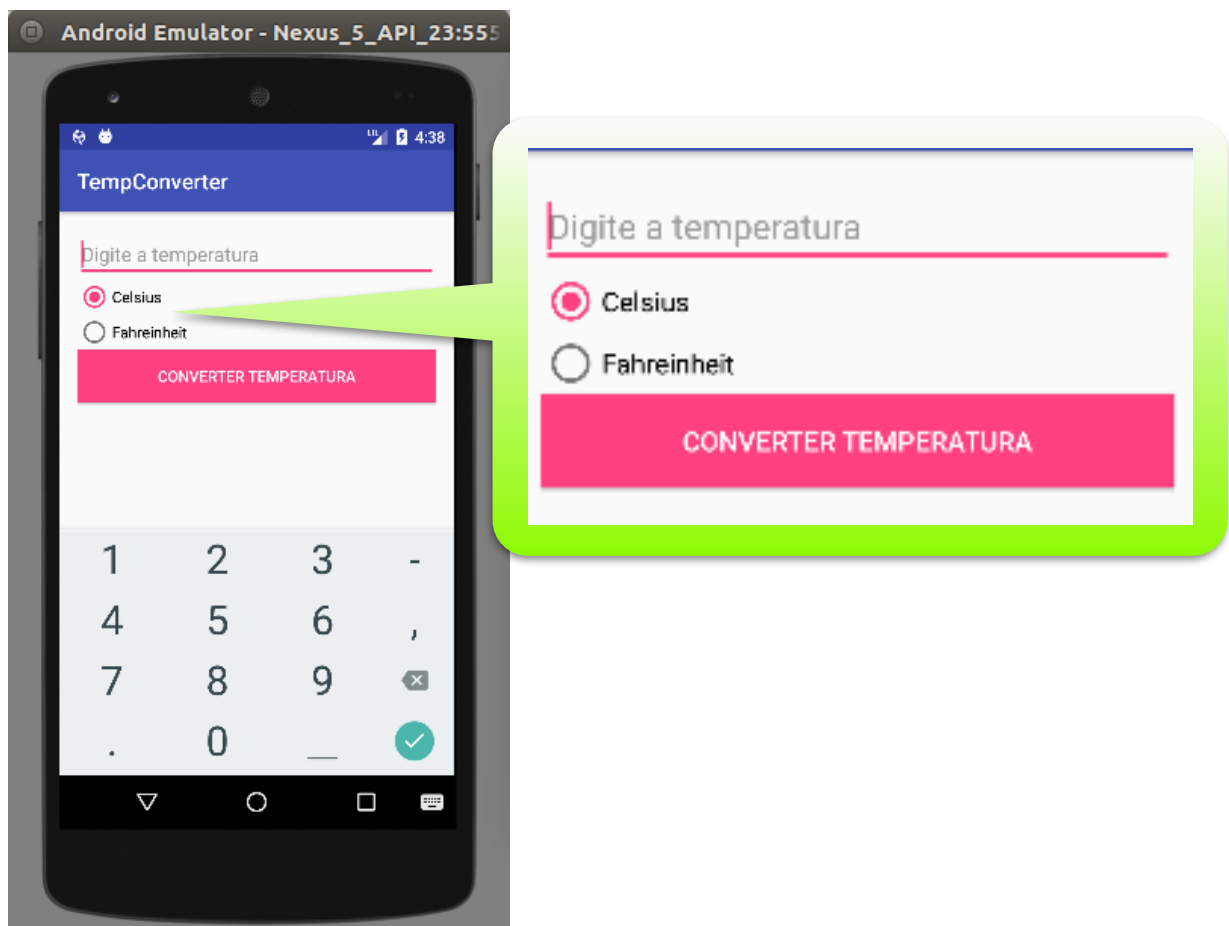 Android Emulator - Nexus_5_API_23:555
4:38
TempConverter
Digite a temperatura
Celsius
Fahreinheit
CONVERTER TEMPERATURA
1 2 3 -
4 5 6 ,
7 8 9
. 0 _
Digite a temperatura
Celsius
Fahreinheit
CONVERTER TEMPERATURA